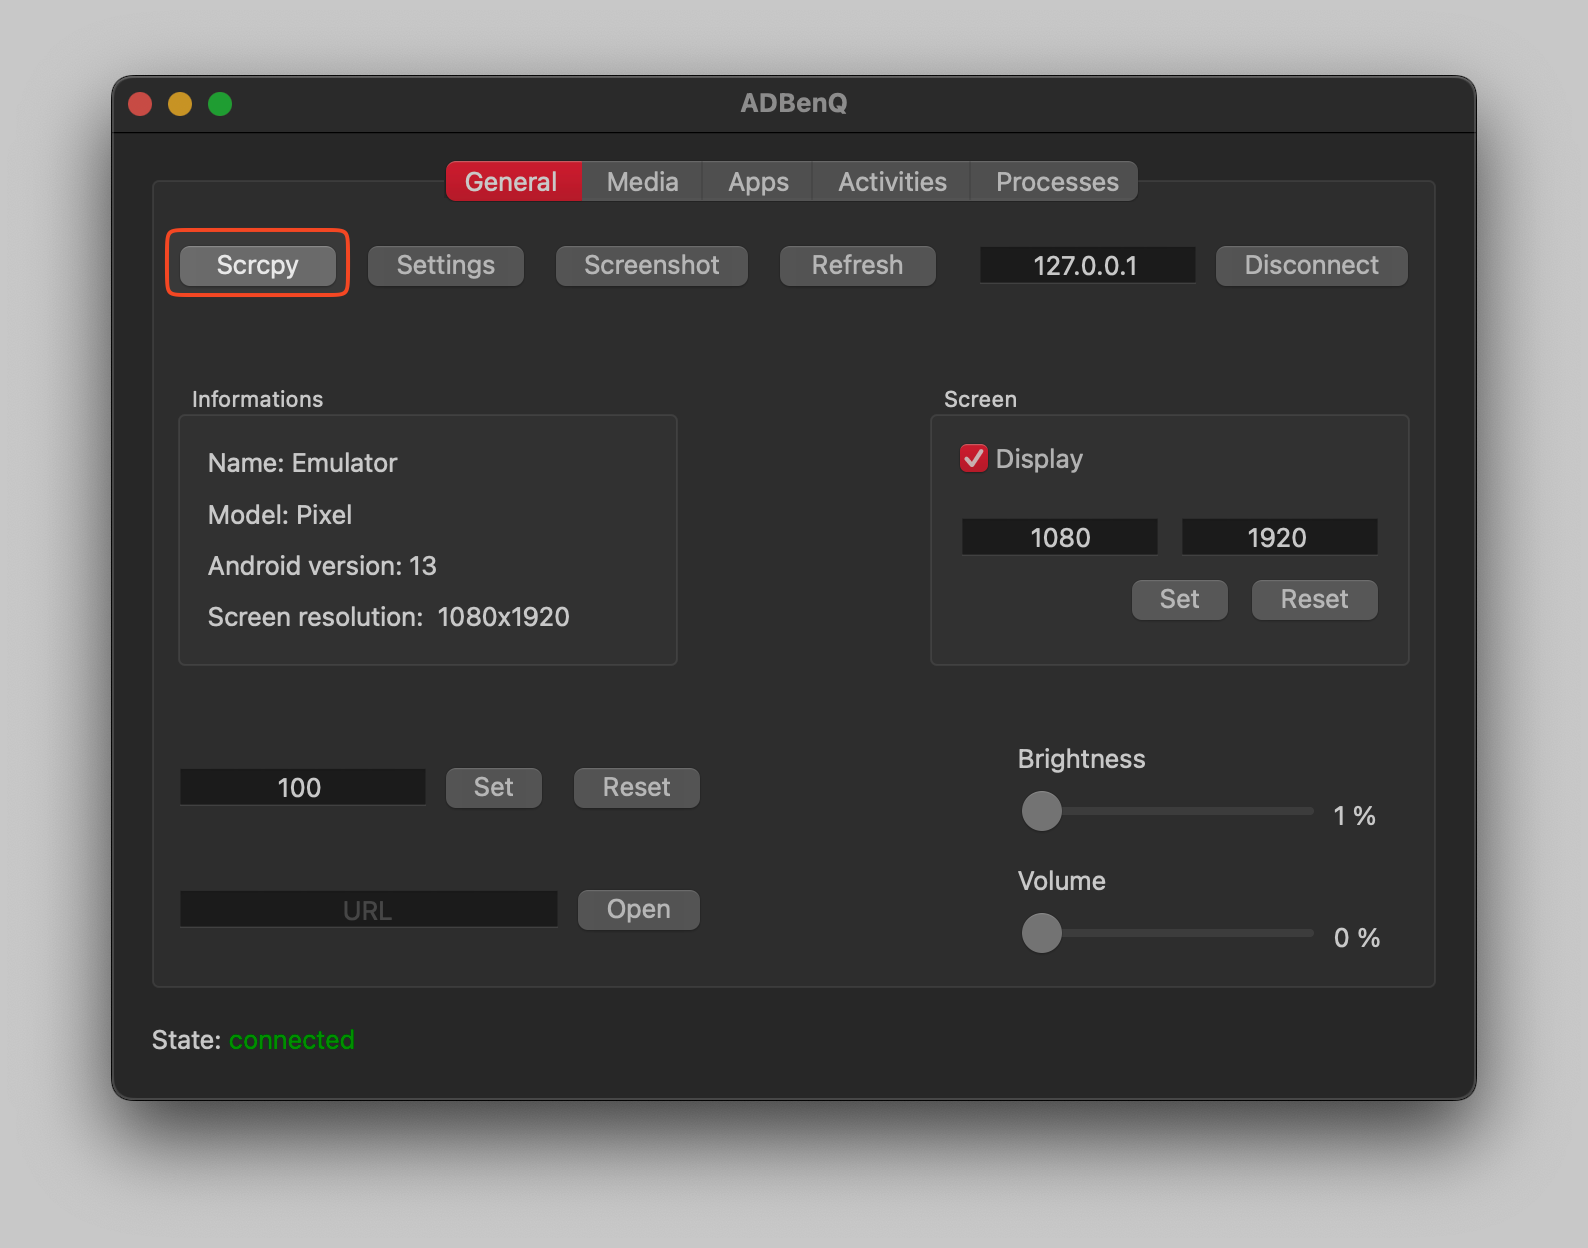 ADBenQ
General Media Apps Activities Processes
Scrcpy Settings Screenshot Refresh 127.0.0.1 Disconnect
Informations
Name: Emulator
Model: Pixel
Android version: 13
Screen resolution: 1080x1920
Screen
Display
1080 1920
Set Reset
100 Set Reset
URL Open
Brightness
1 %
Volume
0 %
State: connected